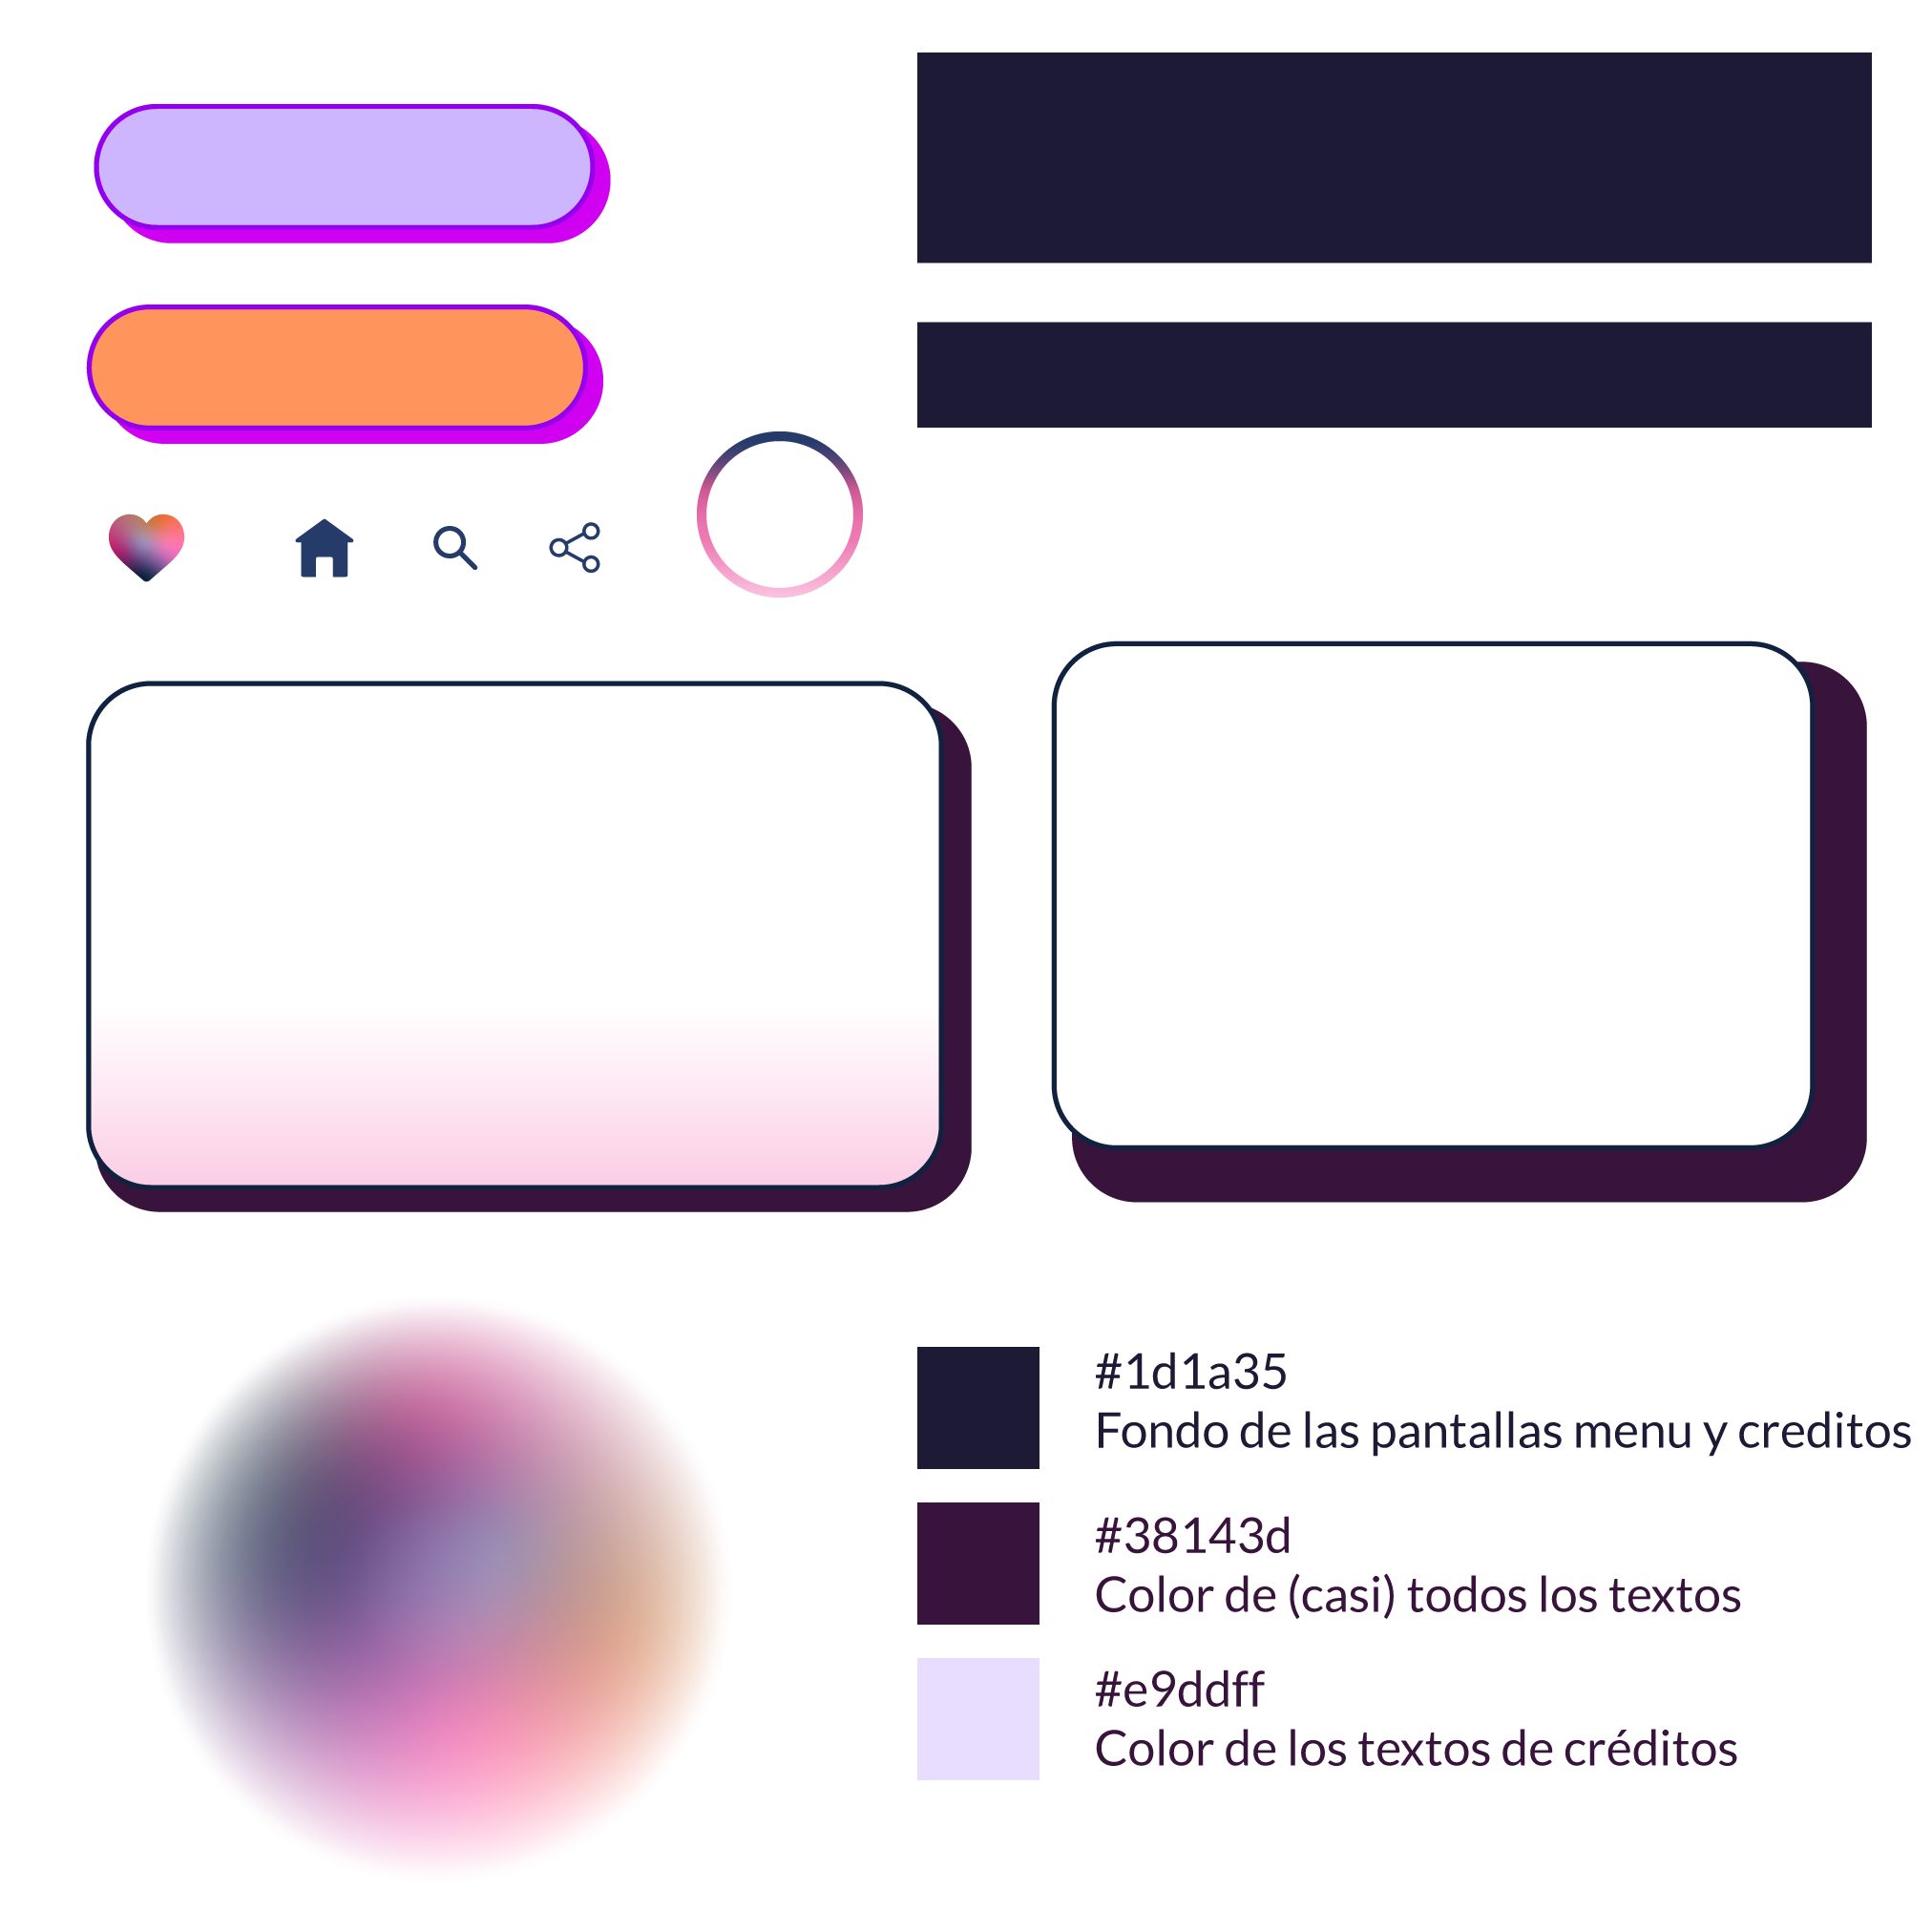 #1d1a35
Fondo de las pantallas menu y creditos
#38143d
Color de (casi) todos los textos
#e9ddff
Color de los textos de créditos